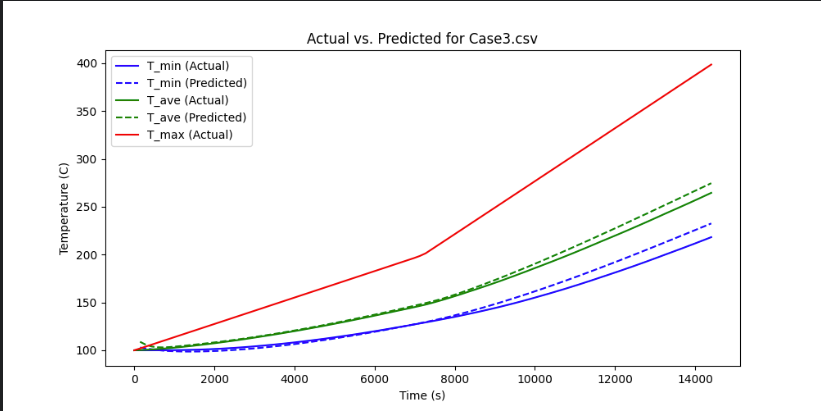 Actual vs. Predicted for Case3.csv
T_min (Actual)
T_min (Predicted)
T_ave (Actual)
T_ave (Predicted)
T_max (Actual)
Temperature (C)
400
350
300
250
200
150
100
0 2000 4000 6000 8000 10000 12000 14000
Time (s)